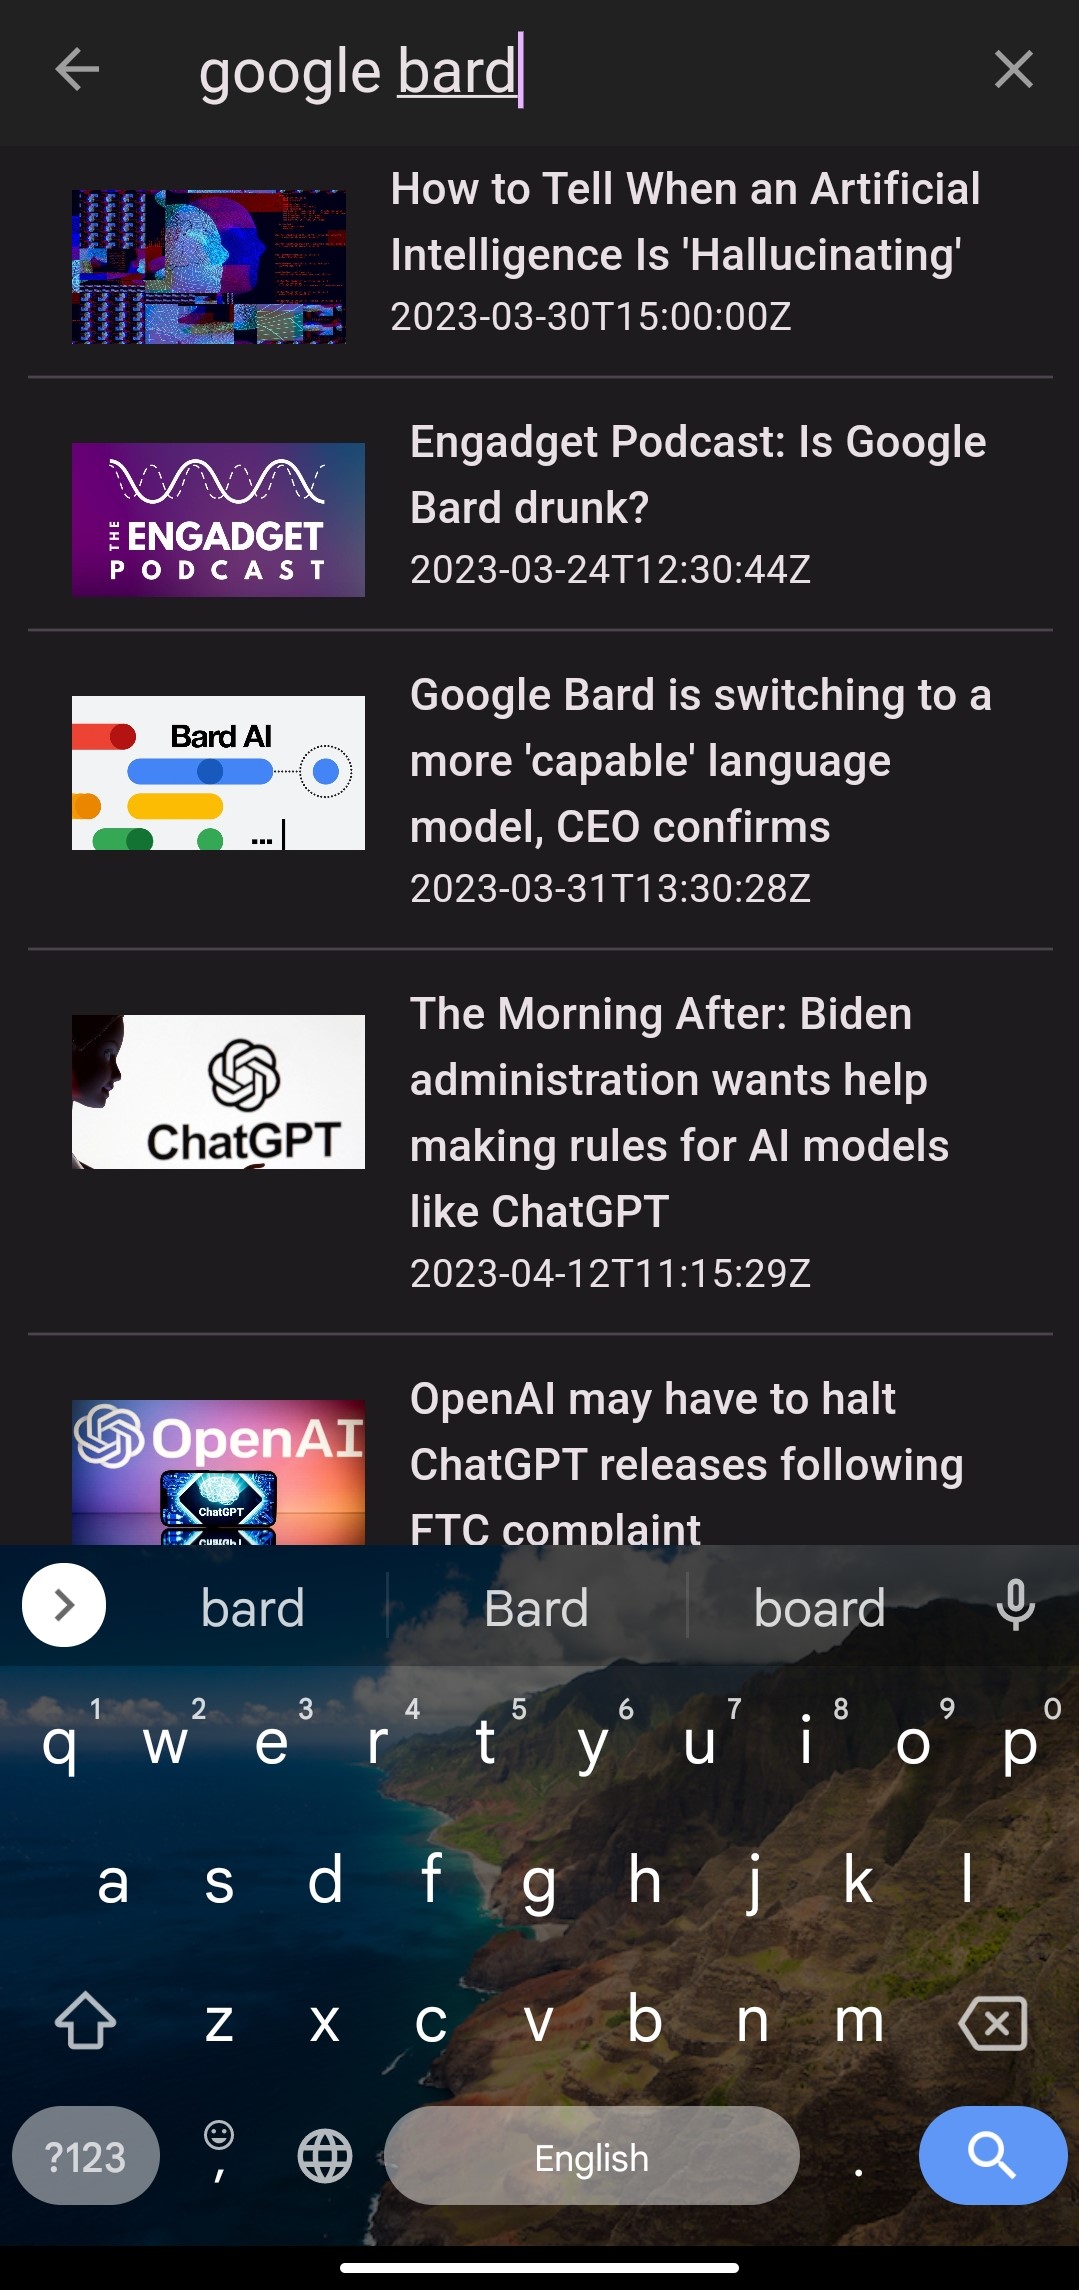 google bard
How to Tell When an Artificial
Intelligence Is 'Hallucinating'
2023-03-30T15:00:00Z
THE ENGADGET
PODCAST
Engadget Podcast: Is Google
Bard drunk?
2023-03-24T12:30:44Z
Bard AI
...
Google Bard is switching to a
more 'capable' language
model, CEO confirms
2023-03-31T13:30:28Z
ChatGPT
The Morning After: Biden
administration wants help
making rules for AI models
like ChatGPT
2023-04-12T11:15:29Z
OpenAI
ChatGPT
OpenAI may have to halt
ChatGPT releases following
FTC complaint
bard Bard board
1 2 3 4 5 6 7 8 9 0
q w e r t y u i o p
a s d f g h j k l
z x c v b n m
?123 , English .